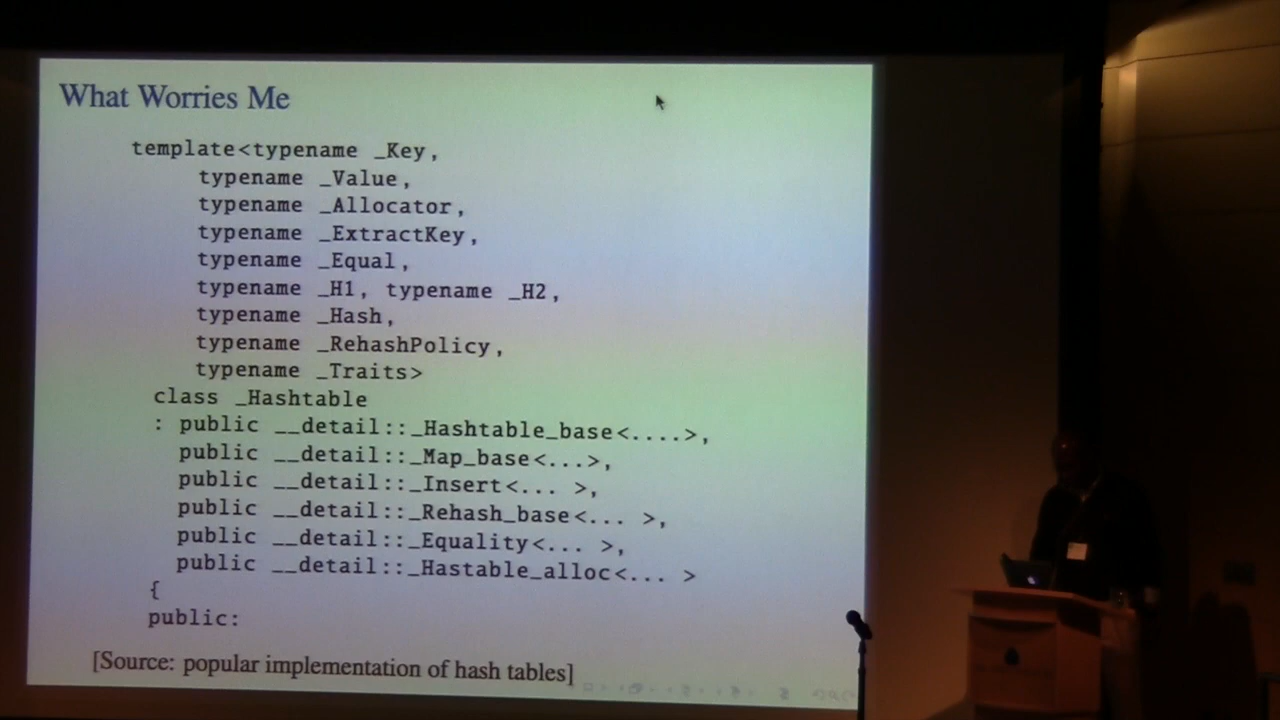 What Worries Me
template<typename _Key,
typename _Value,
typename _Allocator,
typename _ExtractKey,
typename _Equal,
typename _H1, typename _H2,
typename _Hash,
typename _RehashPolicy,
typename _Traits>
class _Hashtable
: public __detail::_Hashtable_base<....>,
public __detail::_Map_base<...>,
public __detail::_Insert<... >,
public __detail::_Rehash_base<... >,
public __detail::_Equality<... >,
public __detail::_Hastable_alloc<... >
{
public:
[Source: popular implementation of hash tables]